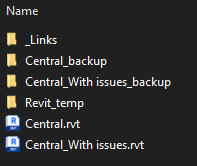 Name
_Links
Central_backup
Central_With issues_backup
Revit_temp
Central.rvt
Central_With issues.rvt